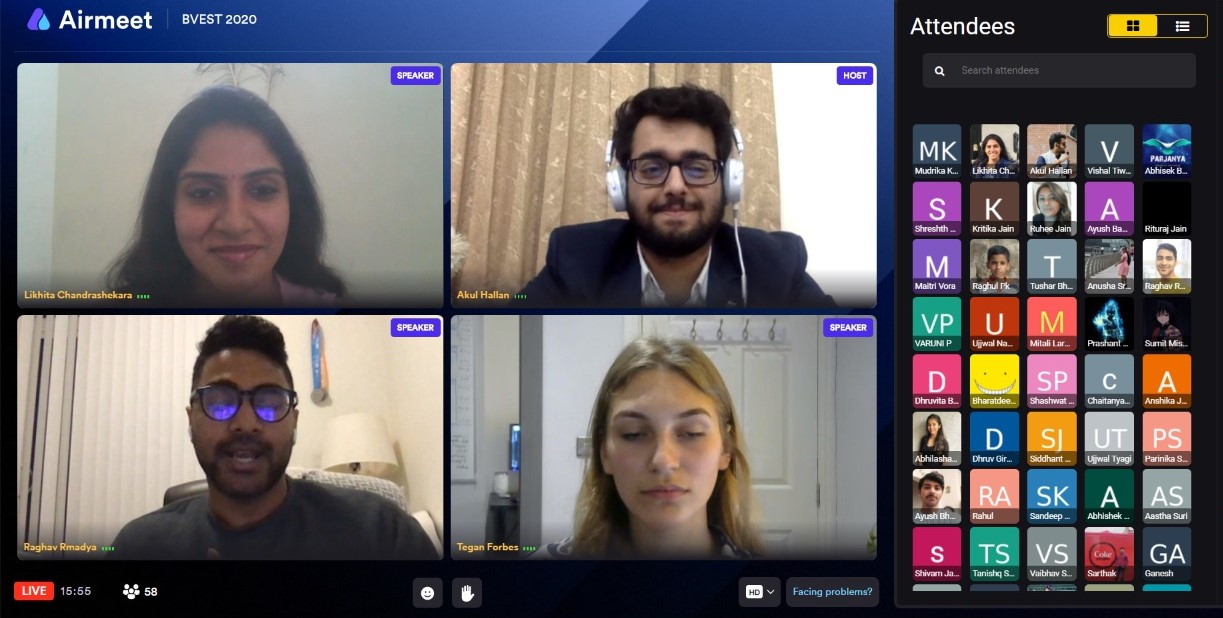 Airmeet
BVEST 2020
SPEAKER
Likhita Chandrashekara
HOST
Akul Hallan
SPEAKER
Raghav Rmadya
SPEAKER
Tegan Forbes
LIVE
15:55
58
HD
Facing problems?
Attendees
Search attendees
MK
Mudrika K...
Likhita Ch...
Akul Hallan
V
Vishal Tiw...
PARJANYA
Abhisek B...
S
Shreshth ...
K
Kritika Jain
Ruhee Jain
A
Ayush Ba...
Rituraj Jain
M
Maitri Vora
Raghul Pk...
T
Tushar Bh...
Anusha Sr...
Raghav R...
VP
VARUNI P
U
Ujjwal Na...
M
Mitali Lar...
Prashant ...
Sumit Mis...
D
Dhruvita B...
Bharatdee...
SP
Shashwat ...
c
Chaitanya...
A
Anshika J...
Abhilasha...
D
Dhruv Gir...
SJ
Siddhant ...
UT
Ujjwal Tyagi
PS
Parinika S...
Ayush Bh...
RA
Rahul
SK
Sandeep ...
A
Abhishek ...
AS
Aastha Suri
s
Shivam Ja...
TS
Tanishq S...
VS
Vaibhav S...
Coke
Sarthak
GA
Ganesh